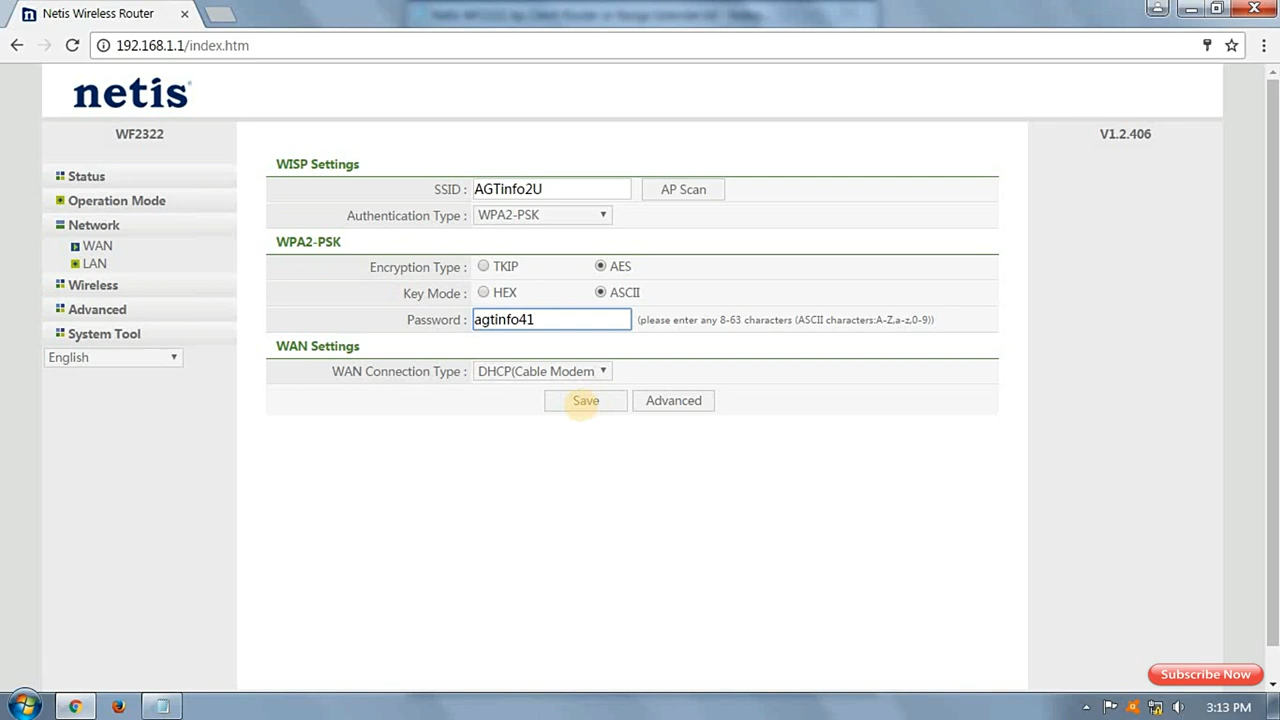 Netis Wireless Router
192.168.1.1/index.htm
netis
WF2322
V1.2.406
Status
Operation Mode
Network
WAN
LAN
Wireless
Advanced
System Tool
English
WISP Settings
SSID : AGTinfo2U AP Scan
Authentication Type : WPA2-PSK
WPA2-PSK
Encryption Type : TKIP AES
Key Mode : HEX ASCII
Password : agtinfo41 (please enter any 8-63 characters (ASCII characters:A-Z,a-z,0-9))
WAN Settings
WAN Connection Type : DHCP(Cable Modem
Save Advanced
Subscribe Now
3:13 PM